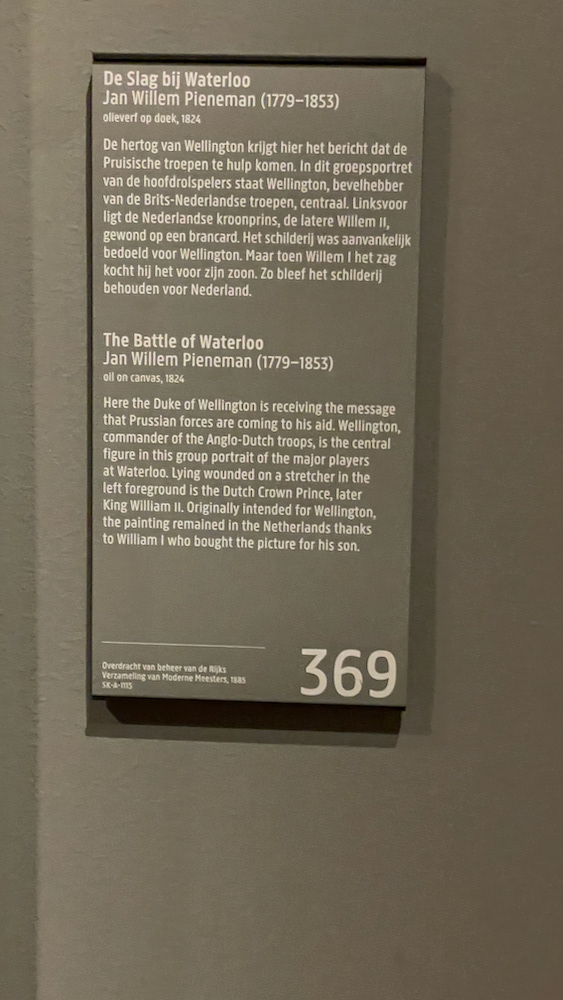 De Slag bij Waterloo
Jan Willem Pieneman (1779–1853)
olieverf op doek, 1824
De hertog van Wellington krijgt hier het bericht dat de
Pruisische troepen te hulp komen. In dit groepsportret
van de hoofdrolspelers staat Wellington, bevelhebber
van de Brits-Nederlandse troepen, centraal. Linksvoor
ligt de Nederlandse kroonprins, de latere Willem II,
gewond op een brancard. Het schilderij was aanvankelijk
bedoeld voor Wellington. Maar toen Willem I het zag
kocht hij het voor zijn zoon. Zo bleef het schilderij
behouden voor Nederland.
The Battle of Waterloo
Jan Willem Pieneman (1779–1853)
oil on canvas, 1824
Here the Duke of Wellington is receiving the message
that Prussian forces are coming to his aid. Wellington,
commander of the Anglo-Dutch troops, is the central
figure in this group portrait of the major players
at Waterloo. Lying wounded on a stretcher in the
left foreground is the Dutch Crown Prince, later
King William II. Originally intended for Wellington,
the painting remained in the Netherlands thanks
to William I who bought the picture for his son.
Overdracht van beheer van de Rijks
Verzameling van Moderne Meesters, 1885
SK-A-1115
369